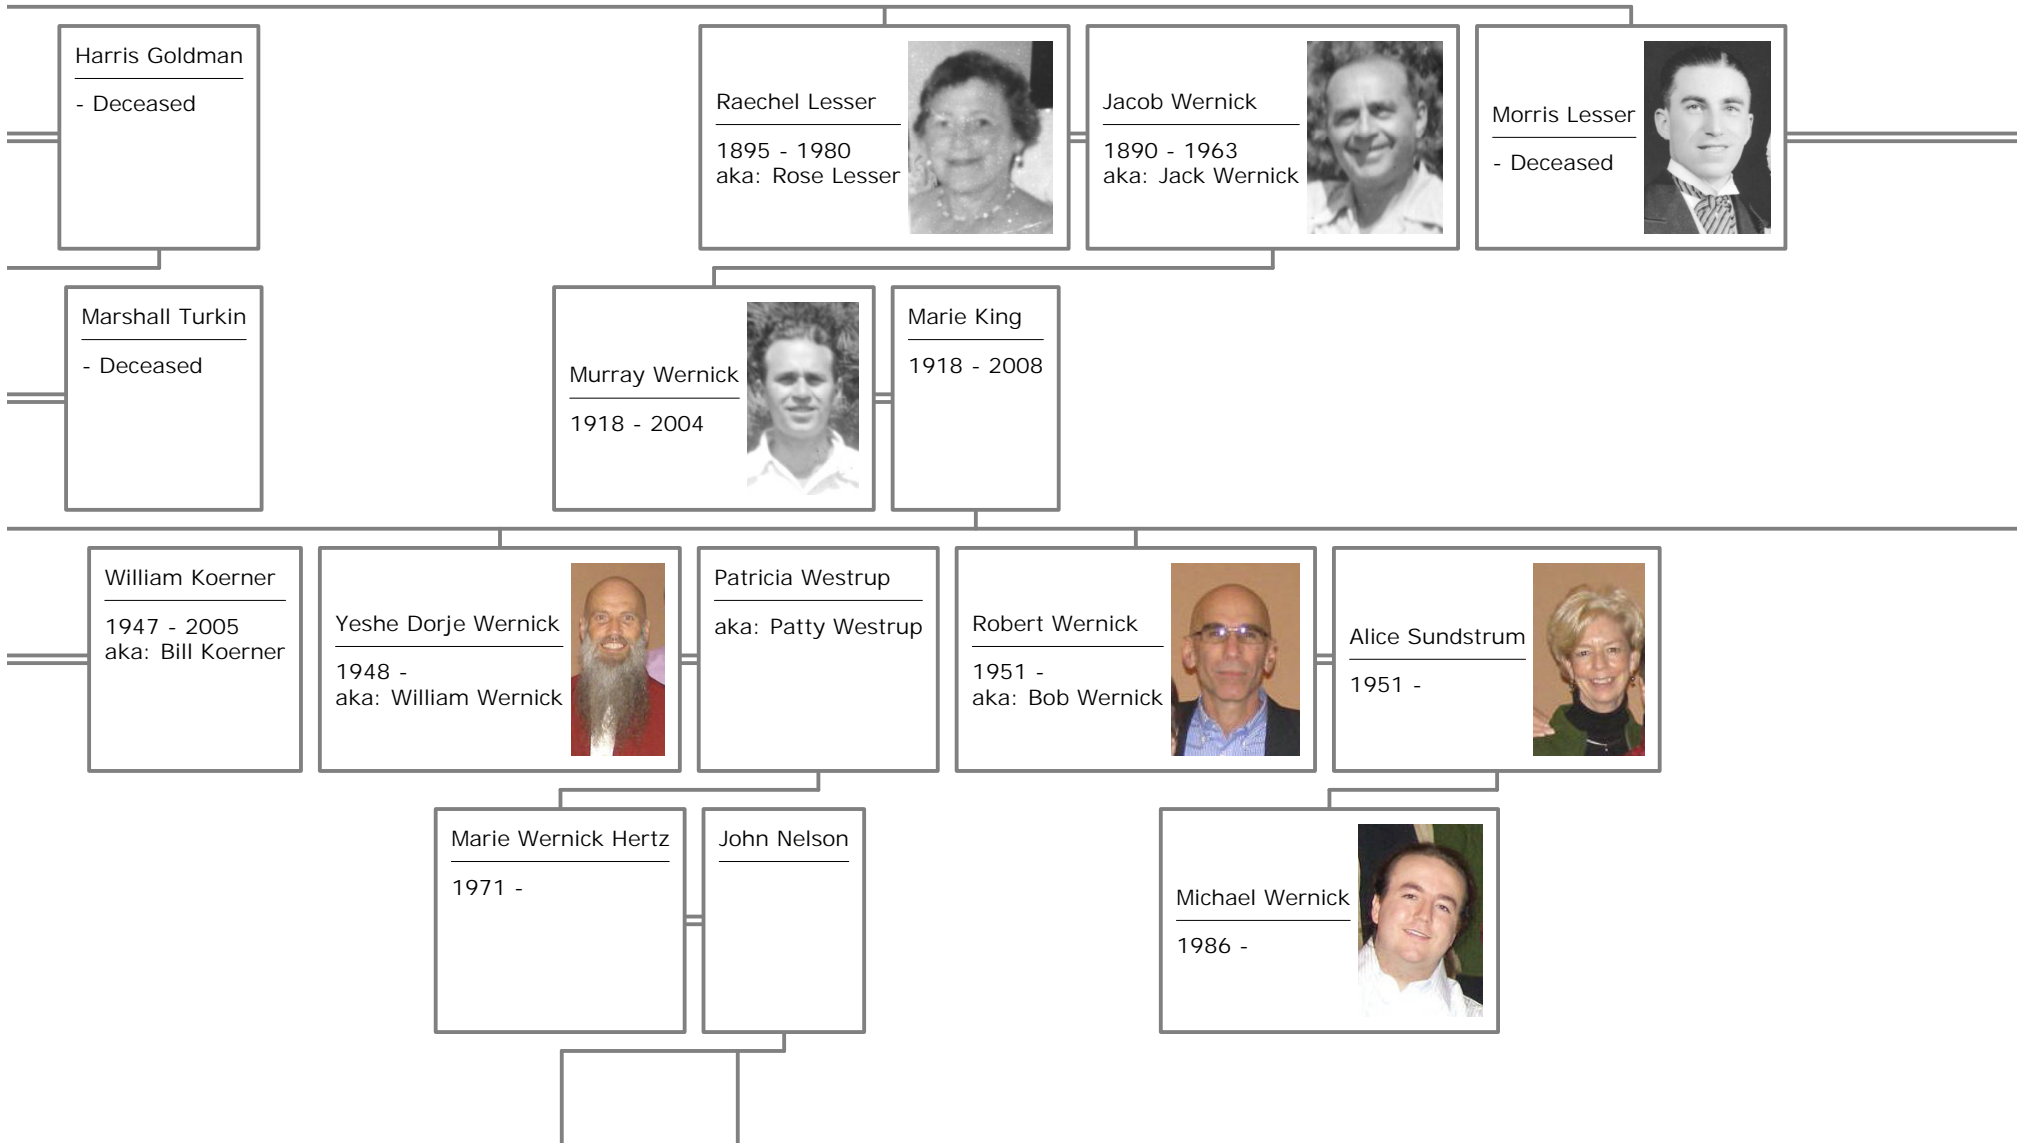 Harris Goldman
- Deceased
Raechel Lesser
1895 - 1980
aka: Rose Lesser
Jacob Wernick
1890 - 1963
aka: Jack Wernick
Morris Lesser
- Deceased
Marshall Turkin
- Deceased
Murray Wernick
1918 - 2004
Marie King
1918 - 2008
William Koerner
1947 - 2005
aka: Bill Koerner
Yeshe Dorje Wernick
1948 -
aka: William Wernick
Patricia Westrup
aka: Patty Westrup
Robert Wernick
1951 -
aka: Bob Wernick
Alice Sundstrum
1951 -
Marie Wernick Hertz
1971 -
John Nelson
Michael Wernick
1986 -